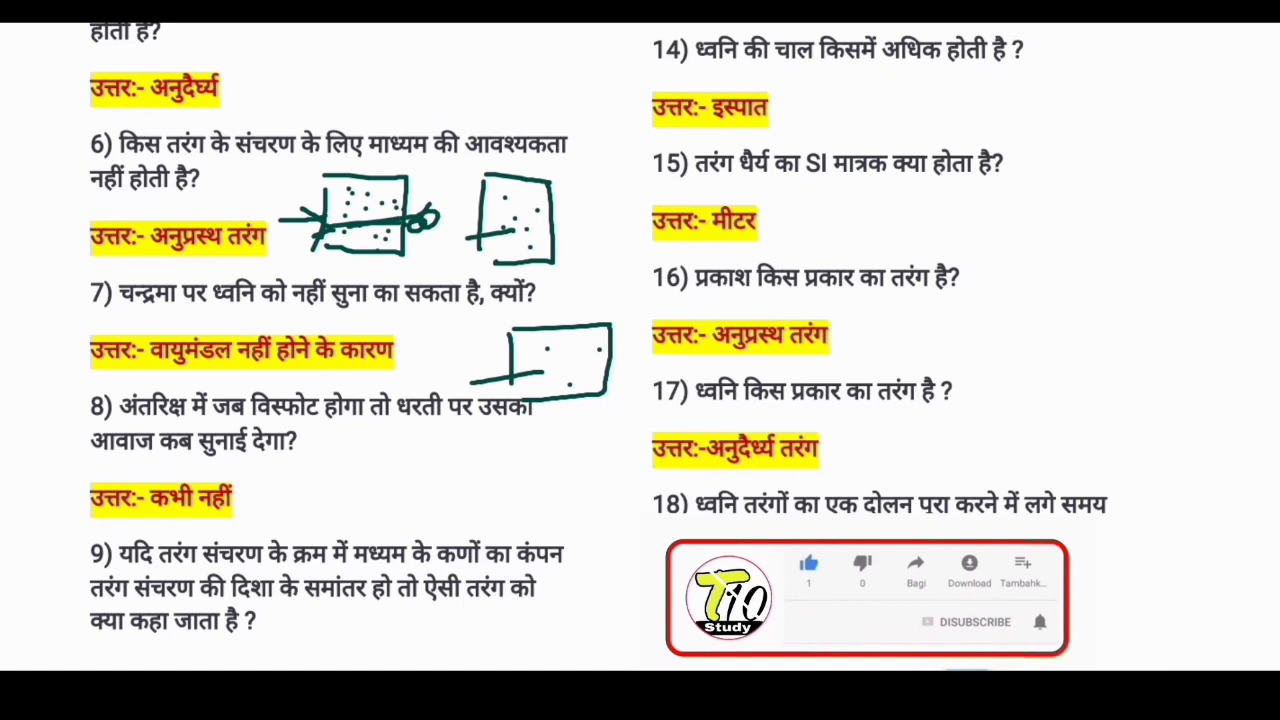 होती है?
उत्तर:- अनुदैर्घ्य
6) किस तरंग के संचरण के लिए माध्यम की आवश्यकता
नहीं होती है?
उत्तर:- अनुप्रस्थ तरंग
7) चन्द्रमा पर ध्वनि को नहीं सुना का सकता है, क्यों?
उत्तर:- वायुमंडल नहीं होने के कारण
8) अंतरिक्ष में जब विस्फोट होगा तो धरती पर उसका
आवाज कब सुनाई देगा?
उत्तर:- कभी नहीं
9) यदि तरंग संचरण के क्रम में मध्यम के कणों का कंपन
तरंग संचरण की दिशा के समांतर हो तो ऐसी तरंग को
क्या कहा जाता है ?
14) ध्वनि की चाल किसमें अधिक होती है ?
उत्तर:- इस्पात
15) तरंग धैर्य का SI मात्रक क्या होता है?
उत्तर:- मीटर
16) प्रकाश किस प्रकार का तरंग है?
उत्तर:- अनुप्रस्थ तरंग
17) ध्वनि किस प्रकार का तरंग है ?
उत्तर:-अनुदैर्ध्य तरंग
18) ध्वनि तरंगों का एक दोलन पूरा करने में लगे समय
T10
Study
1 0 Bagi Download Tambahk...
DISUBSCRIBE